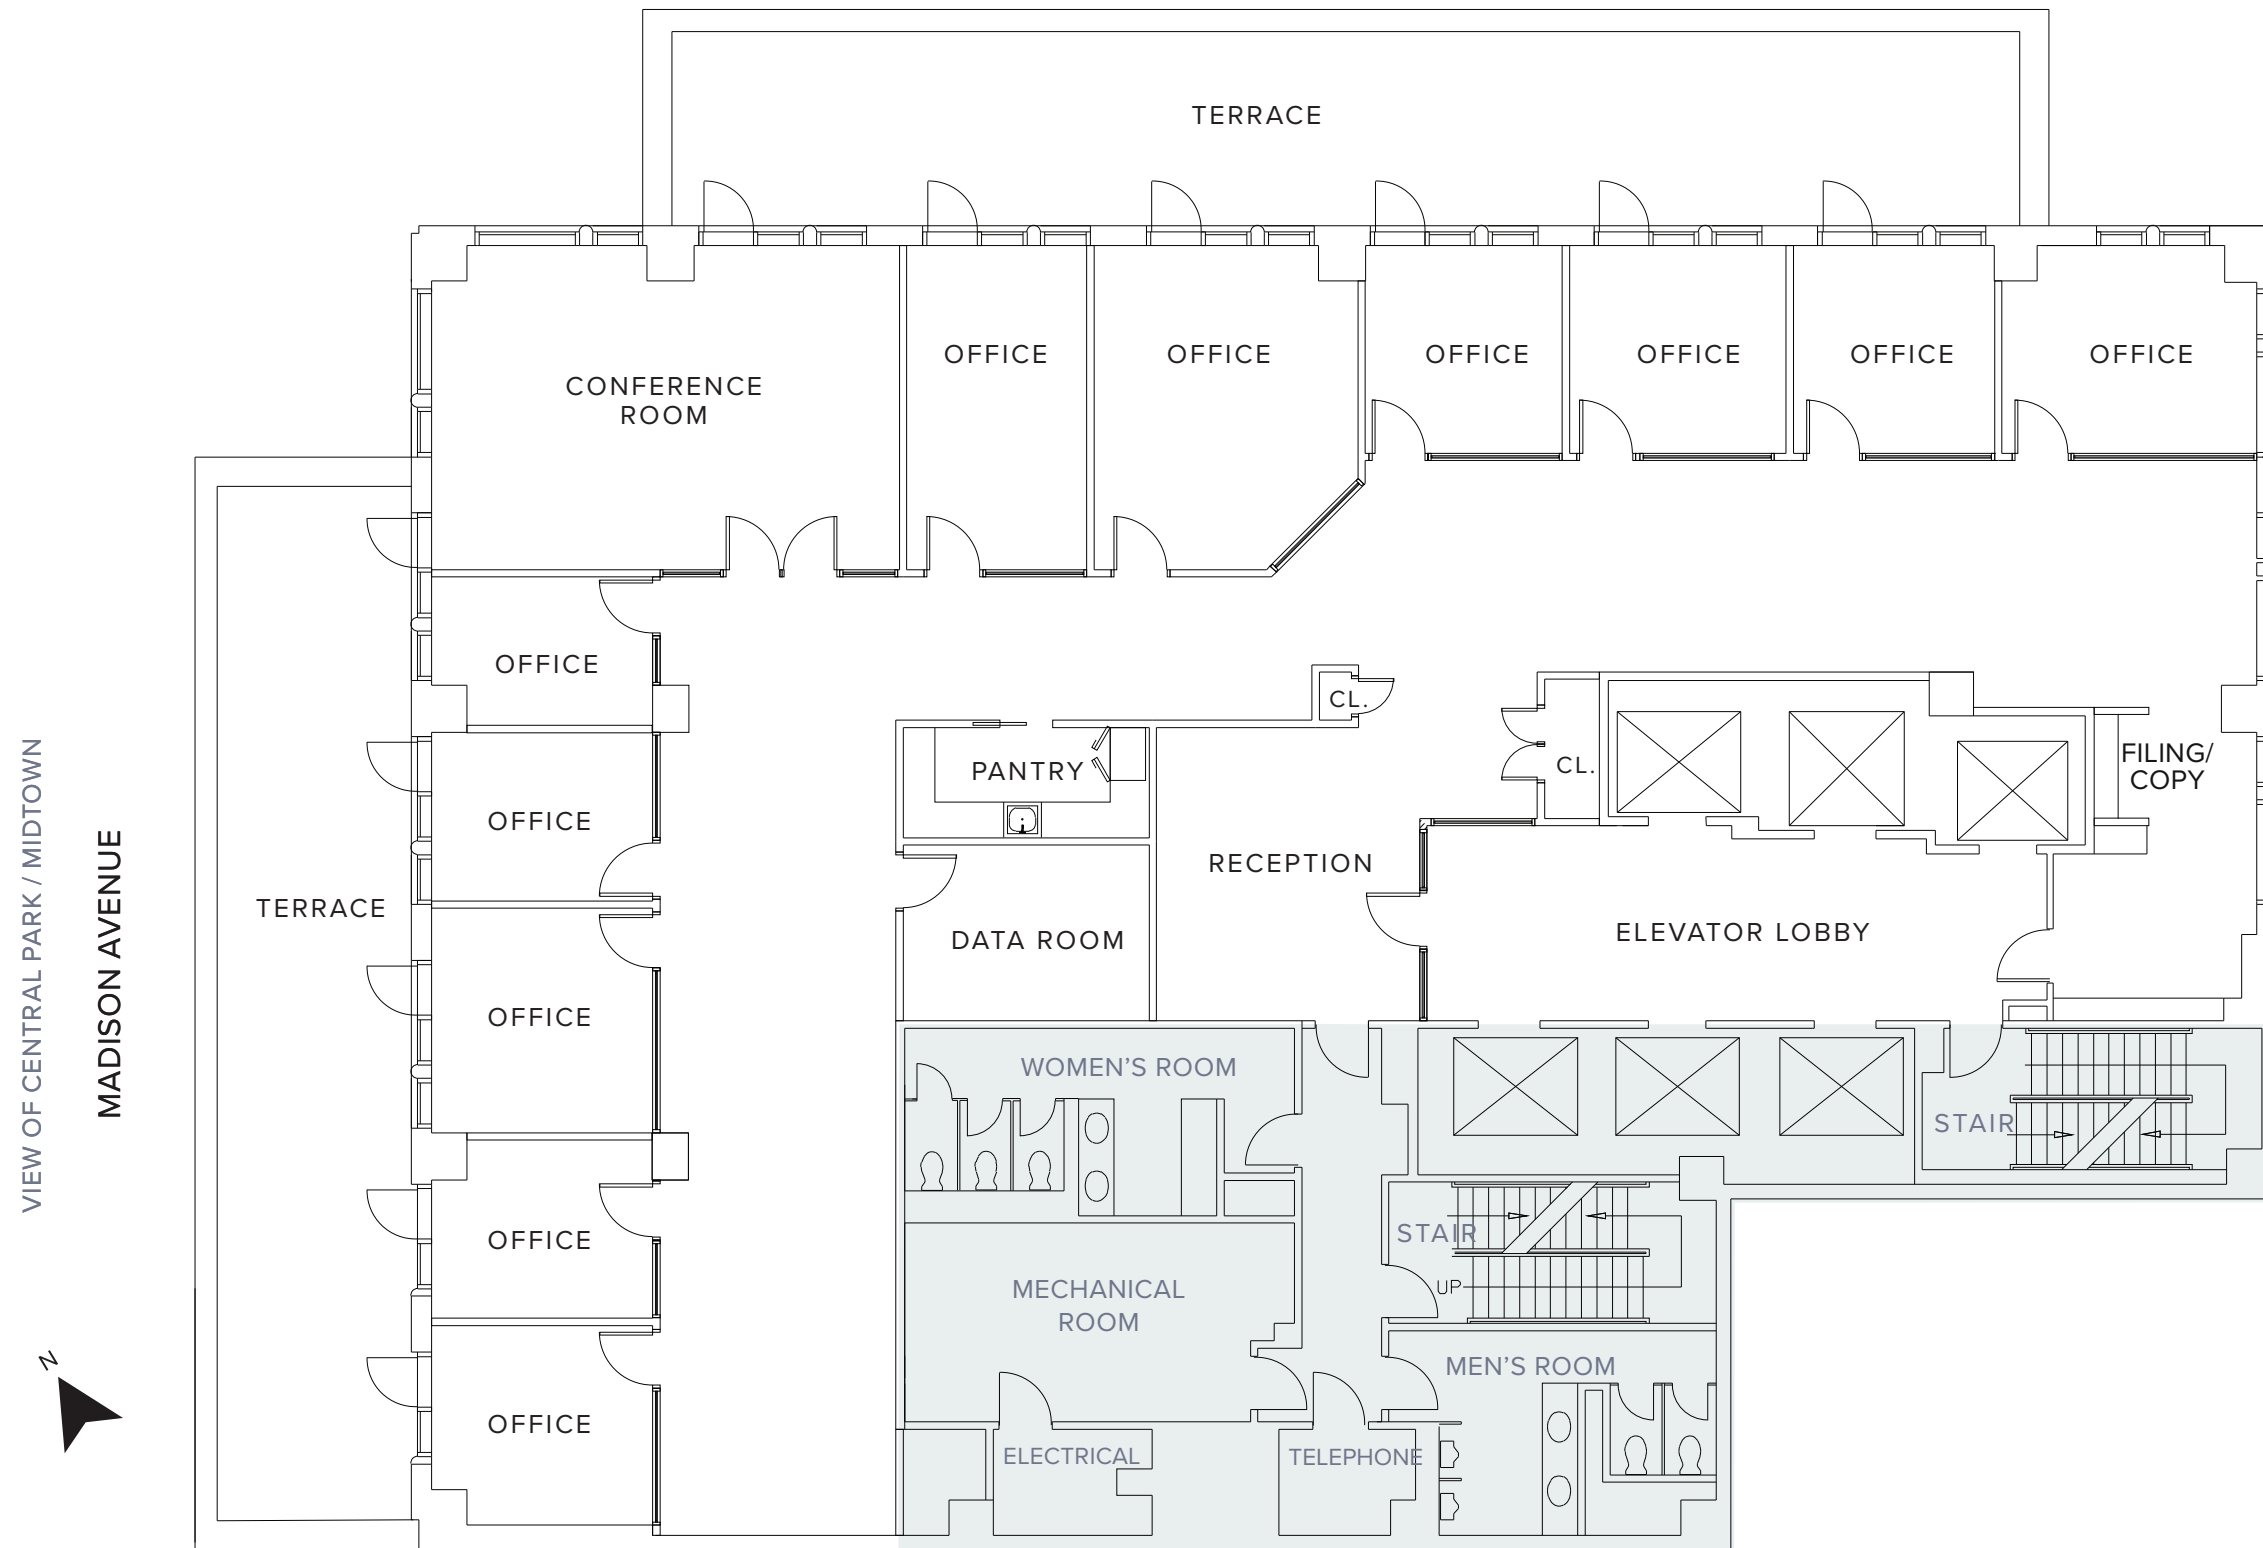 TERRACE
OFFICE
OFFICE
OFFICE
OFFICE
OFFICE
OFFICE
CONFERENCE
ROOM
OFFICE
CL.
PANTRY
CL.
FILING/
COPY
OFFICE
RECEPTION
TERRACE
DATA ROOM
ELEVATOR LOBBY
VIEW OF CENTRAL PARK / MIDTOWN
MADISON AVENUE
OFFICE
WOMEN'S ROOM
STAIR
OFFICE
STAIR
UP
MECHANICAL
ROOM
N
MEN'S ROOM
OFFICE
ELECTRICAL
TELEPHONE